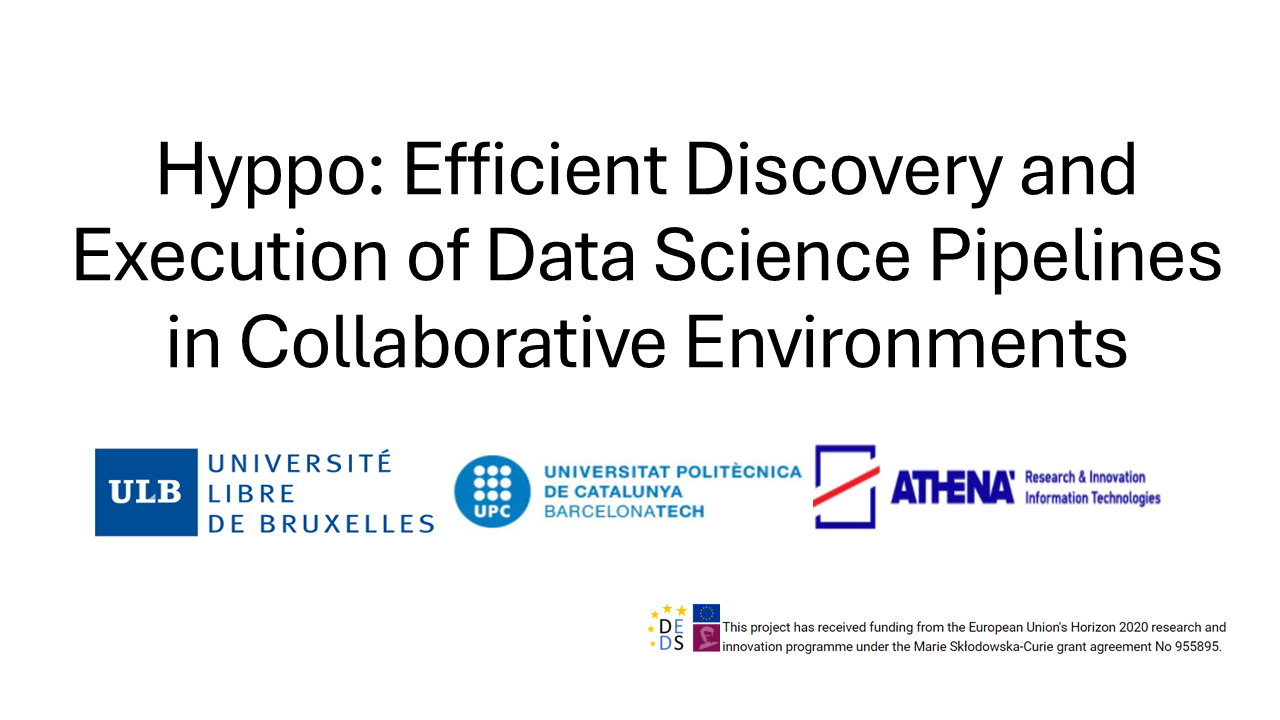 Hyppo: Efficient Discovery and
Execution of Data Science Pipelines
in Collaborative Environments
ULB
UNIVERSITÉ
LIBRE
DE BRUXELLES
UPC
UNIVERSITAT POLITÈCNICA
DE CATALUNYA
BARCELONATECH
ATHENA
Research & Innovation
Information Technologies
DE
DS
This project has received funding from the European Union's Horizon 2020 research and
innovation programme under the Marie Skłodowska-Curie grant agreement No 955895.